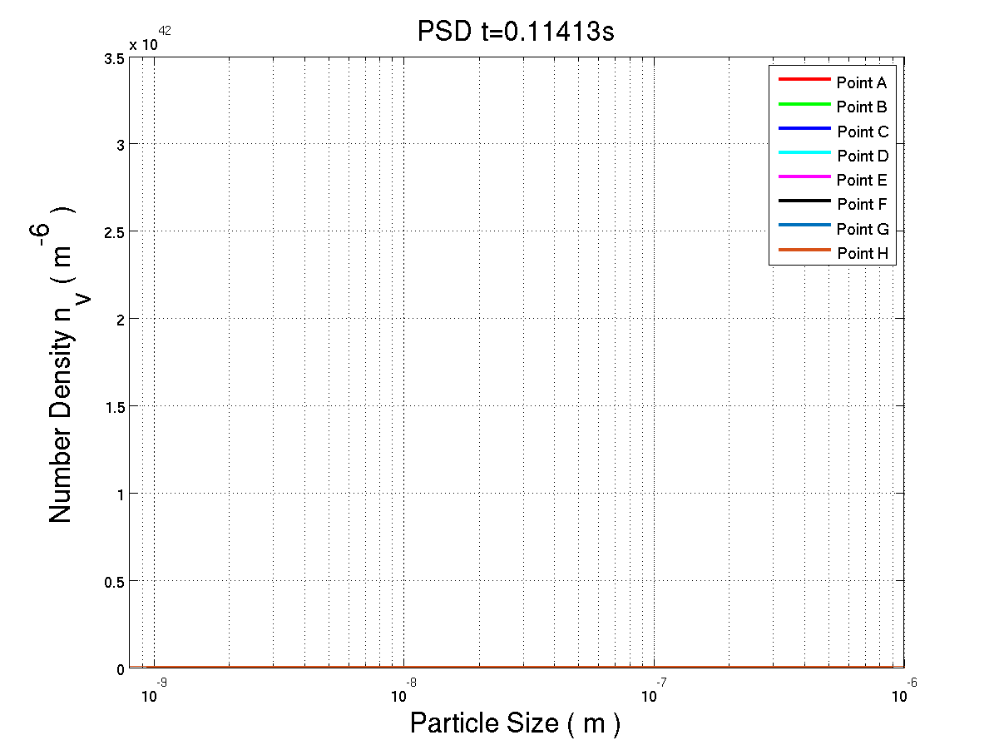 PSD t=0.11413s
x 10^42
3.5
3
2.5
2
1.5
1
0.5
0
Number Density n_v ( m^-6 )
Point A
Point B
Point C
Point D
Point E
Point F
Point G
Point H
10^-9 10^-8 10^-7 10^-6
Particle Size ( m )